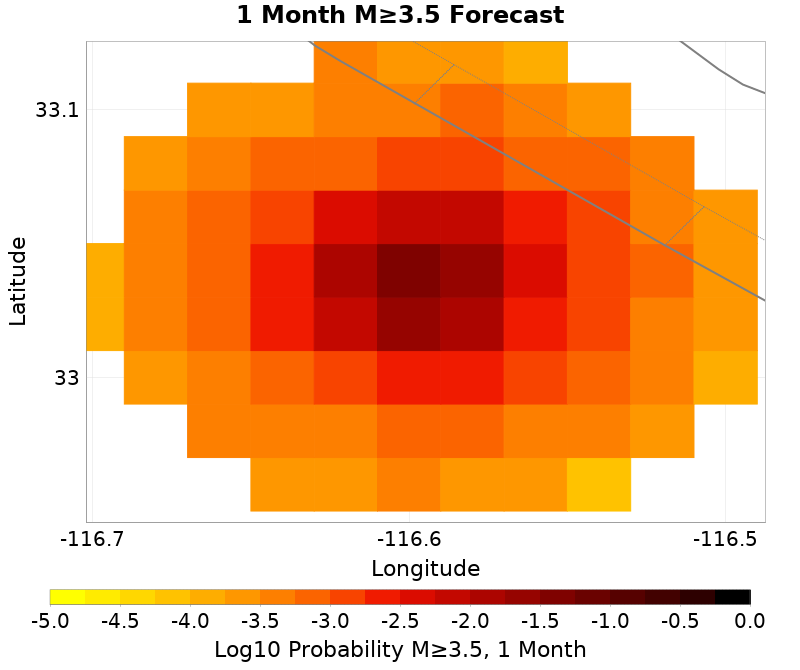 1 Month M≥3.5 Forecast
33.1
33
Latitude
-116.7 -116.6 -116.5
Longitude
-5.0 -4.5 -4.0 -3.5 -3.0 -2.5 -2.0 -1.5 -1.0 -0.5 0.0
Log10 Probability M≥3.5, 1 Month